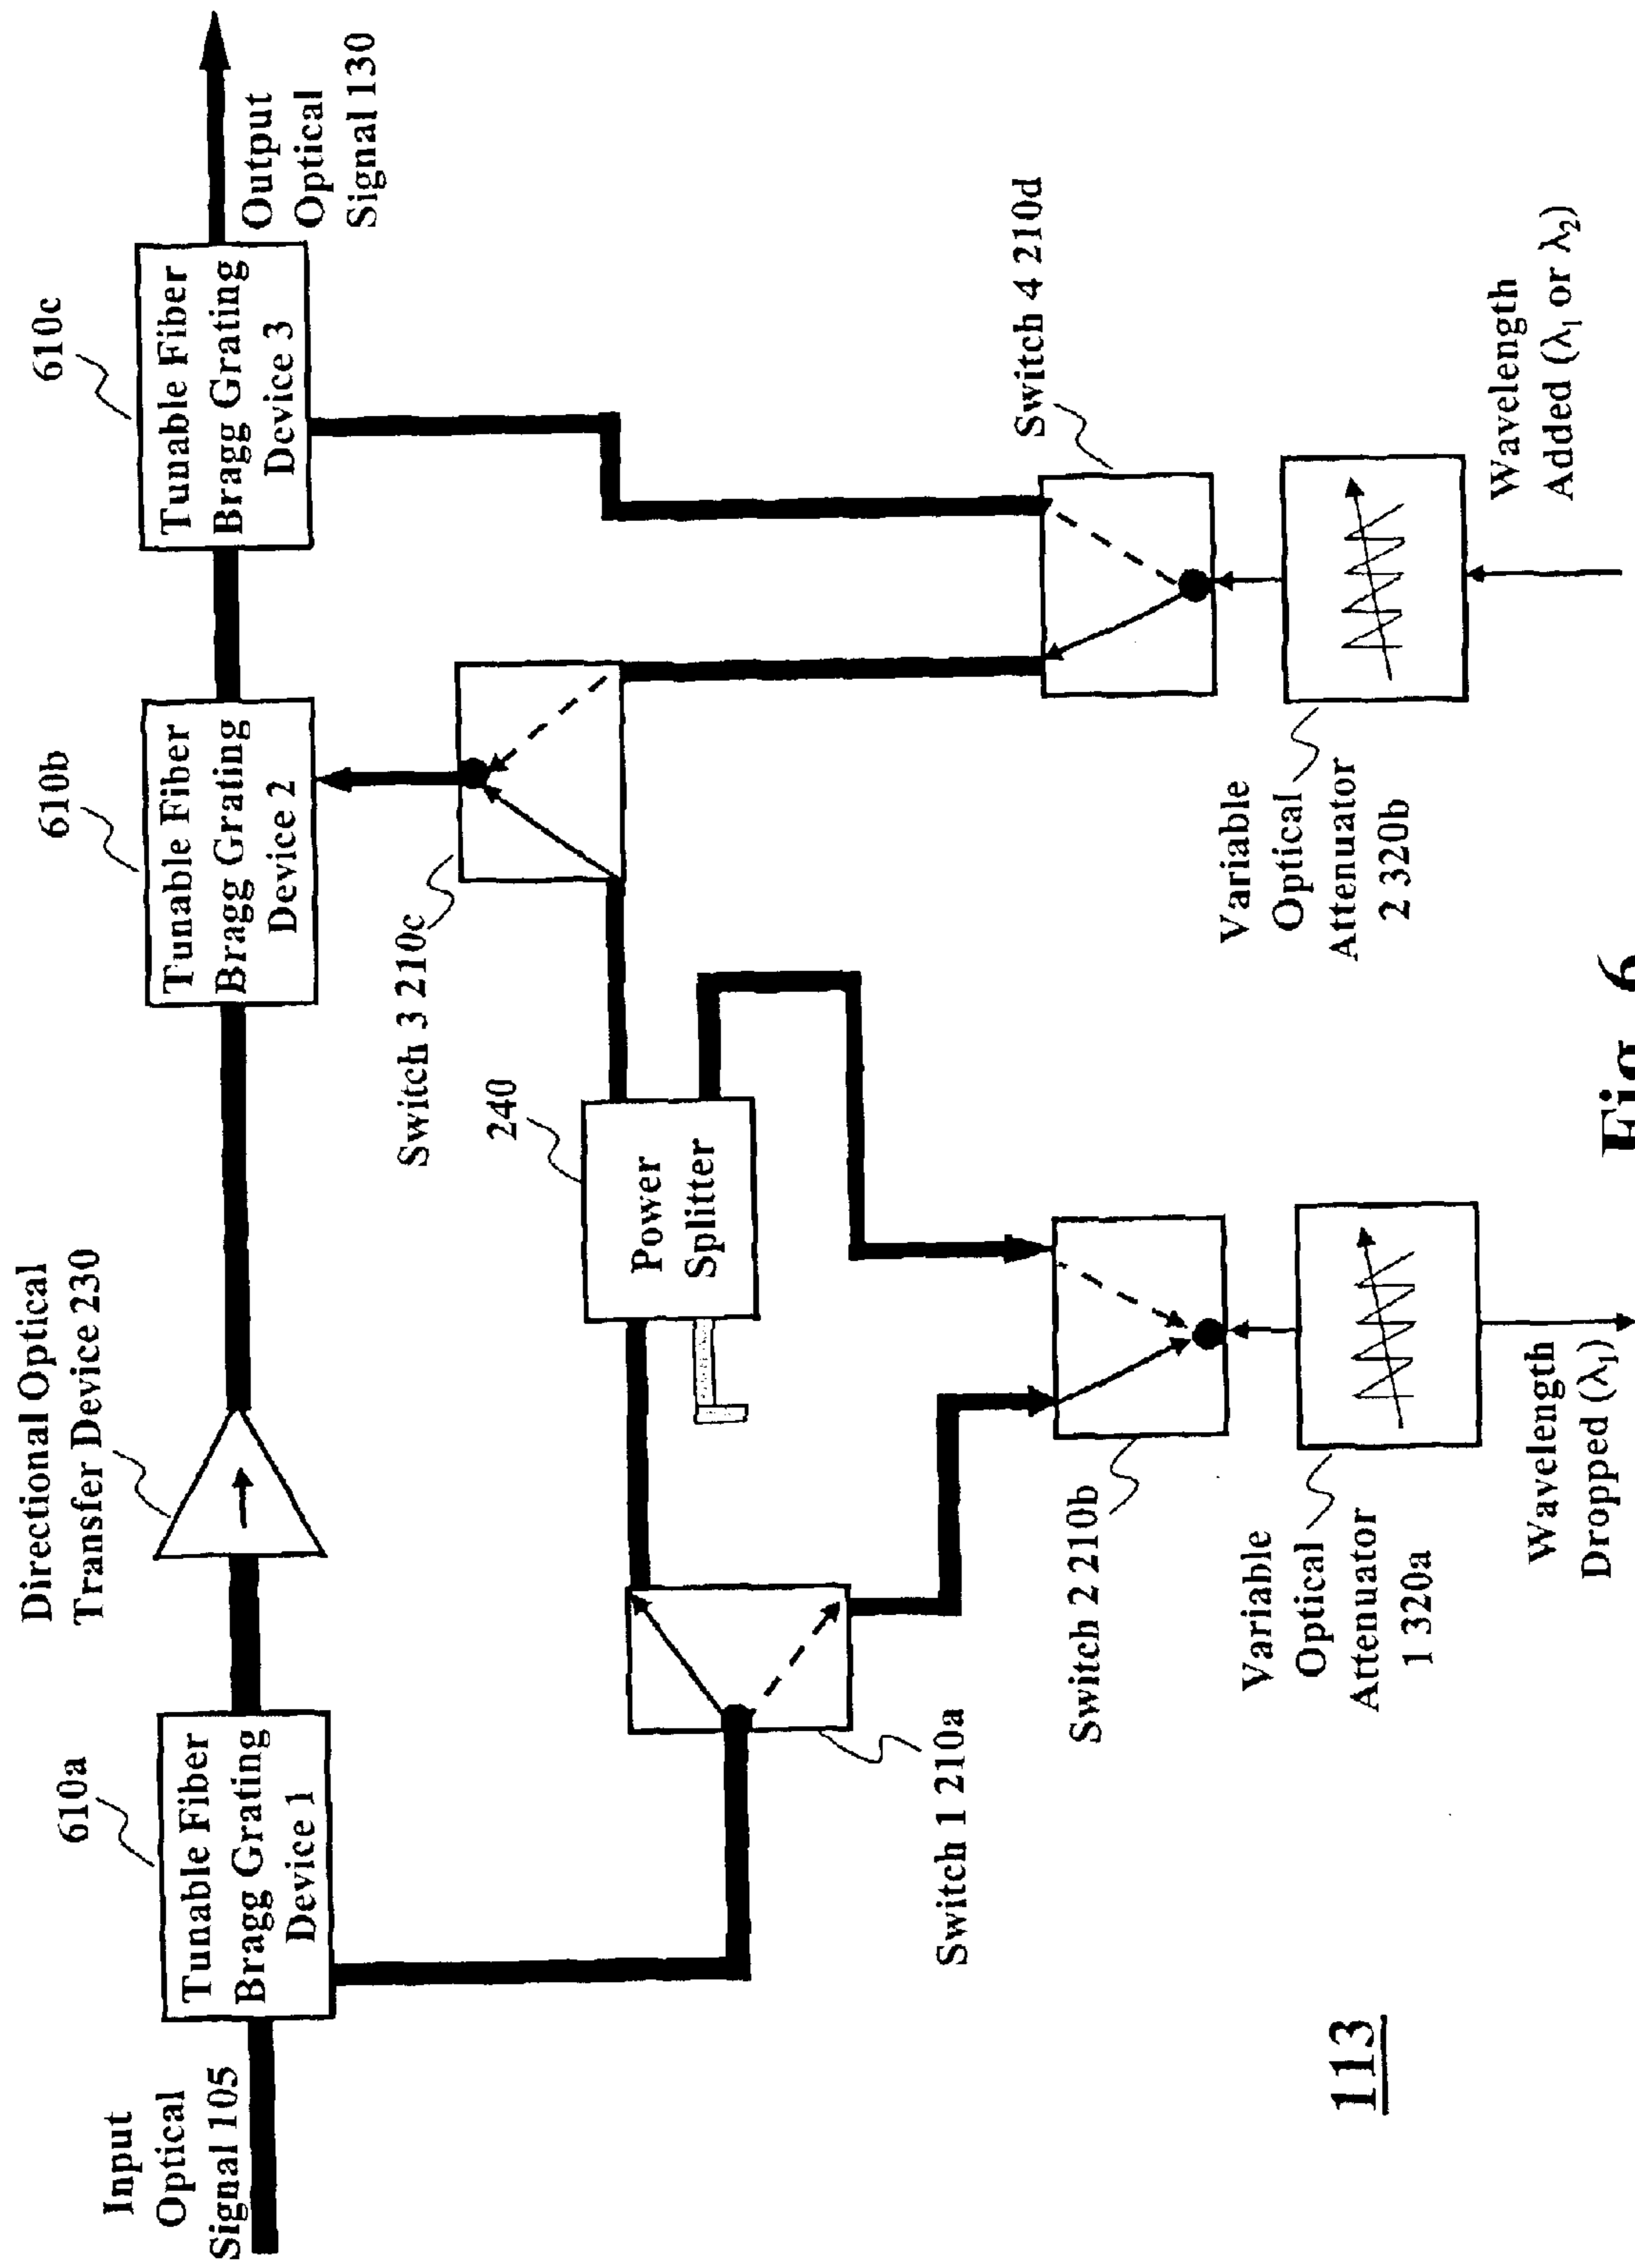 Input
Optical
Signal 105
610a
Tunable Fiber
Bragg Grating
Device 1
Directional Optical
Transfer Device 230
610b
Tunable Fiber
Bragg Grating
Device 2
610c
Tunable Fiber
Bragg Grating
Device 3
Output
Optical
Signal 130
Switch 1 210a
240
Power
Splitter
Switch 3 210c
Switch 2 210b
Switch 4 210d
Variable
Optical
Attenuator
1 320a
Variable
Optical
Attenuator
2 320b
Wavelength
Dropped (λ₁)
Wavelength
Added (λ₁ or λ₂)
113
Fig. 6